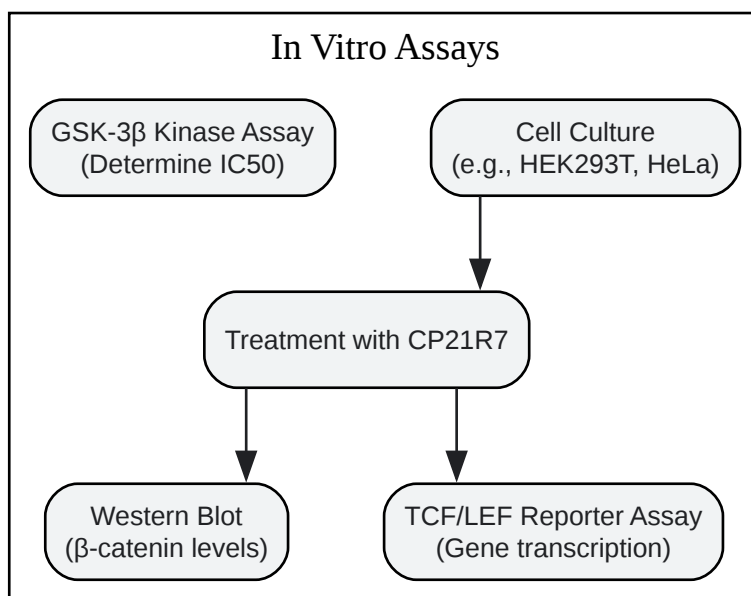 In Vitro Assays
GSK-3β Kinase Assay
(Determine IC50)
Cell Culture
(e.g., HEK293T, HeLa)
Treatment with CP21R7
Western Blot
(β-catenin levels)
TCF/LEF Reporter Assay
(Gene transcription)